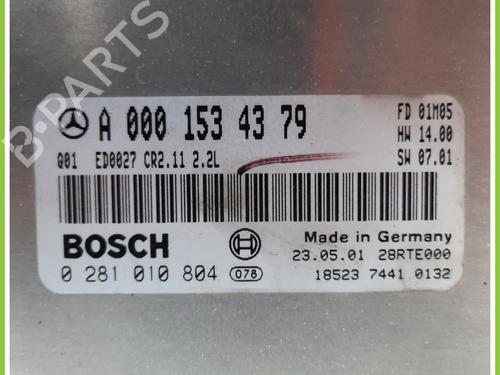 B-PARTS
A 000 153 43 79
FD 01M05
HW 14.00
Q01 ED0027 CR2.11 2.2L
SW 07.01
BOSCH
Made in Germany
23.05.01 28RTE000
0 281 010 804 078
18523 7441 0132